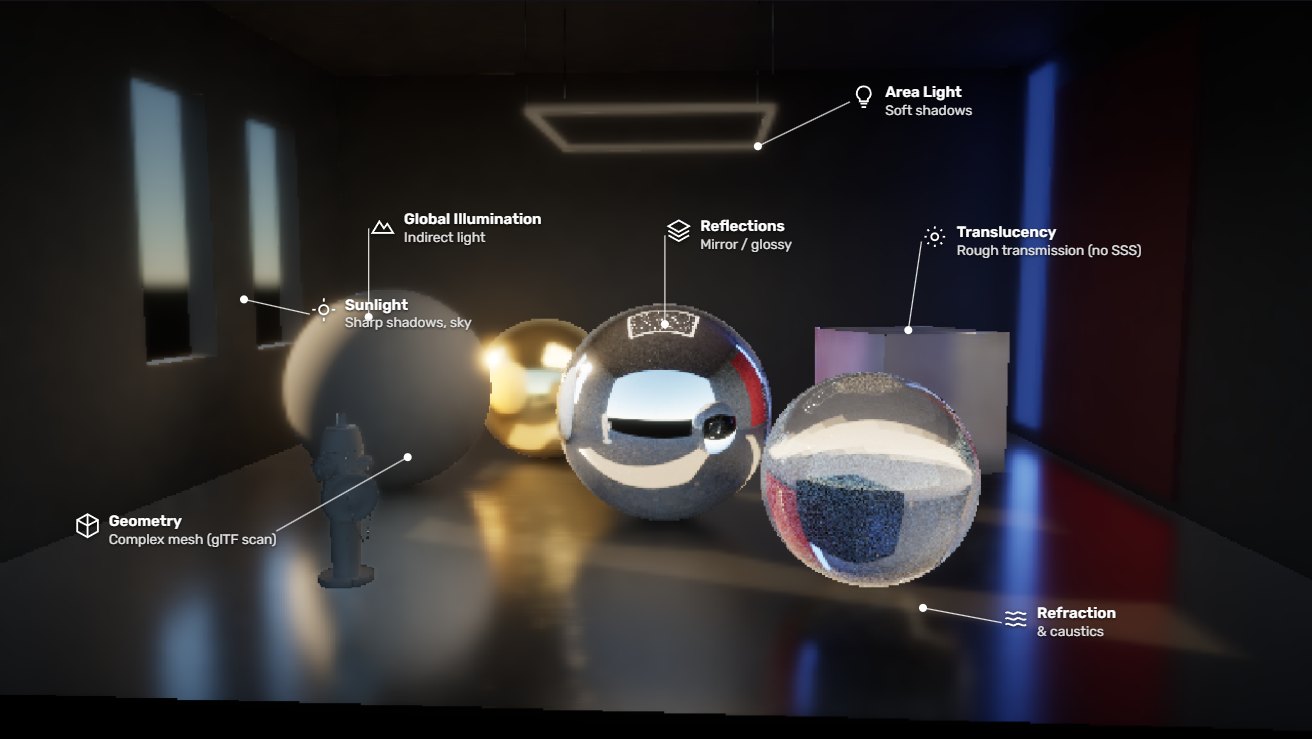 Area Light
Soft shadows
Global Illumination
Indirect light
Reflections
Mirror / glossy
Translucency
Rough transmission (no SSS)
Sunlight
Sharp shadows, sky
Geometry
Complex mesh (glTF scan)
Refraction
& caustics